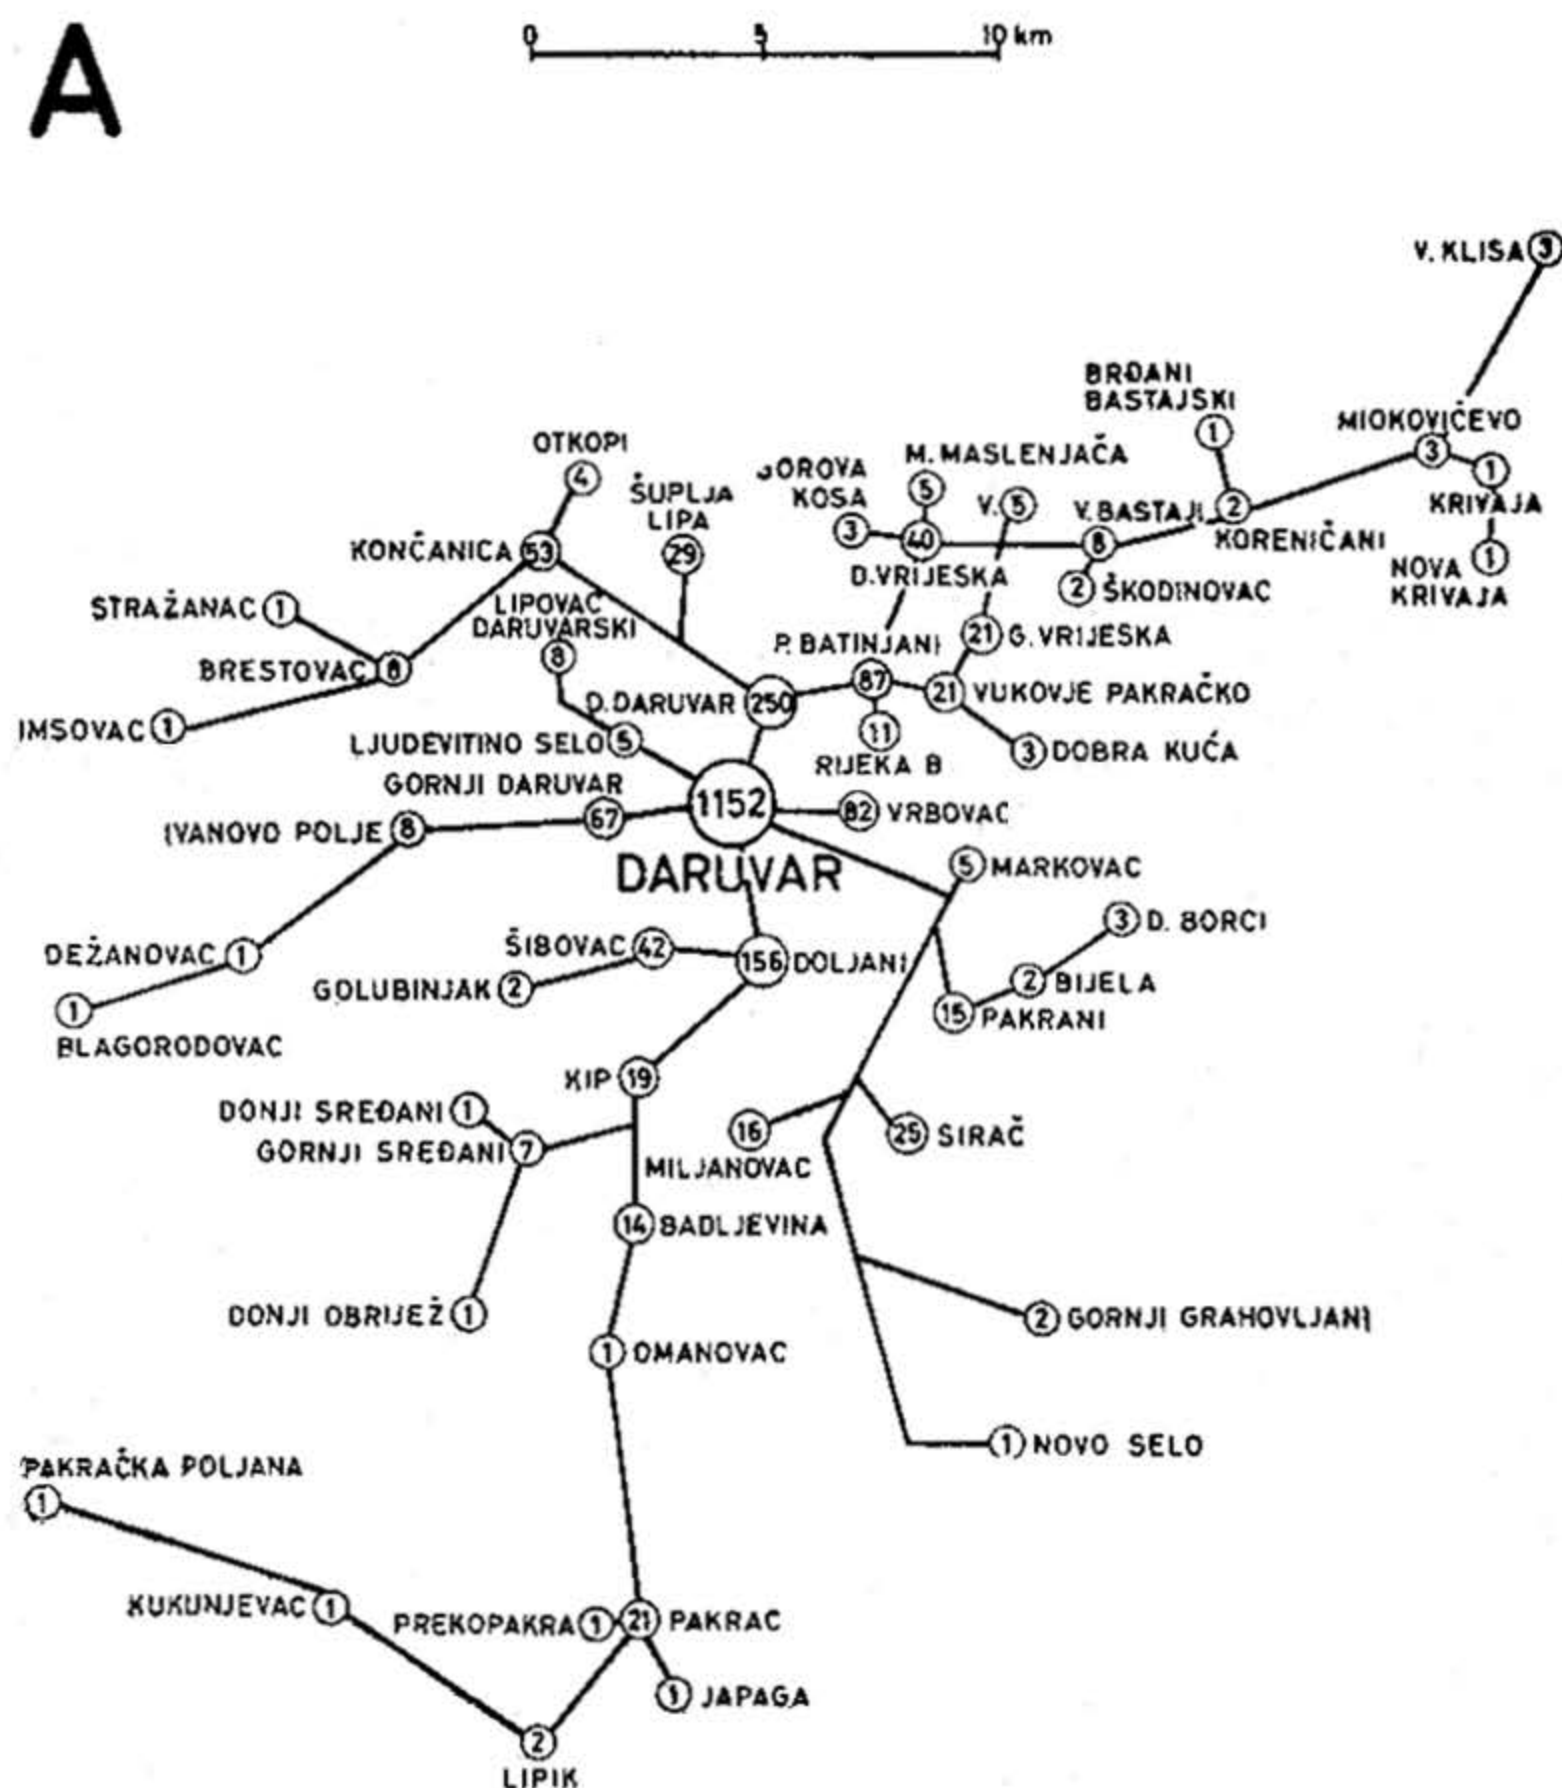 A
0 5 10 km
V. KLISA 3
BRĐANI
BASTAJSKI
1
MIOKOVIĆEVO
3
1
KRIVAJA
NOVA 1
KRIVAJA
OTKOPI
4
ŠUPLJA
LIPA
29
KOSA
3
M. MASLENJAČA
5
V. 5
V. BASTAJI
8
2
KORENIČANI
40
D. VRIJESKA
2 ŠKODINOVAC
KONČANICA 53
STRAŽANAC 1
LIPOVAC
DARUVARSKI
8
P. BATINJANI
87
21 G. VRIJESKA
BRESTOVAC 8
IMSOVAC 1
D. DARUVAR 250
21 VUKOVJE PAKRAČKO
LJUDEVITINO SELO 5
11
RIJEKA B
3 DOBRA KUĆA
GORNJI DARUVAR
67
1152
DARUVAR
82 VRBOVAC
IVANOVO POLJE 8
5 MARKOVAC
DEŽANOVAC 1
1
BLAGORODOVAC
ŠIBOVAC 42
156 DOLJANI
GOLUBINJAK 2
3 D. BORCI
2 BIJELA
15 PAKRANI
KIP 19
DONJI SREĐANI 1
GORNJI SREĐANI 7
16
MILJANOVAC
25 SIRAČ
14 BADLJEVINA
DONJI OBRIJEŽ 1
2 GORNJI GRAHOVLJANI
1 OMANOVAC
1 NOVO SELO
PAKRAČKA POLJANA
1
KUKUNJEVAC 1
PREKOPAKRA 1
21 PAKRAC
1 JAPAGA
2
LIPIK